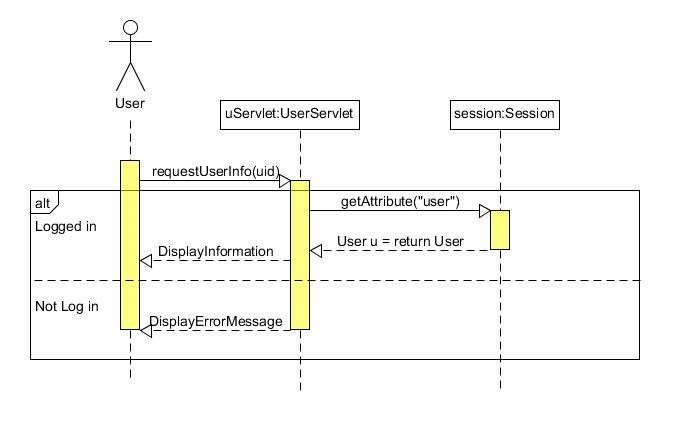 User
uServlet:UserServlet
session:Session
requestUserInfo(uid)
alt
getAttribute("user")
Logged in
User u = return User
DisplayInformation
Not Log in
DisplayErrorMessage